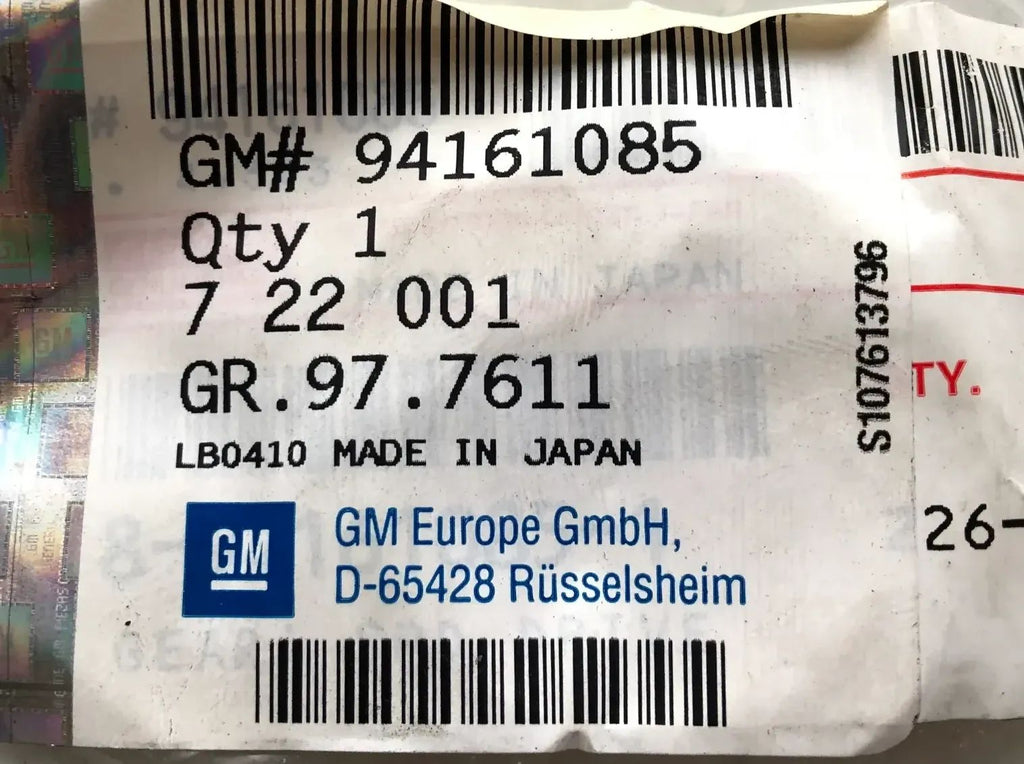 GM# 94161085
Qty 1
7 22 001
GR.97.7611
LB0410 MADE IN JAPAN
GM
GM Europe GmbH,
D-65428 Rüsselsheim
S107613796
TY.
26-